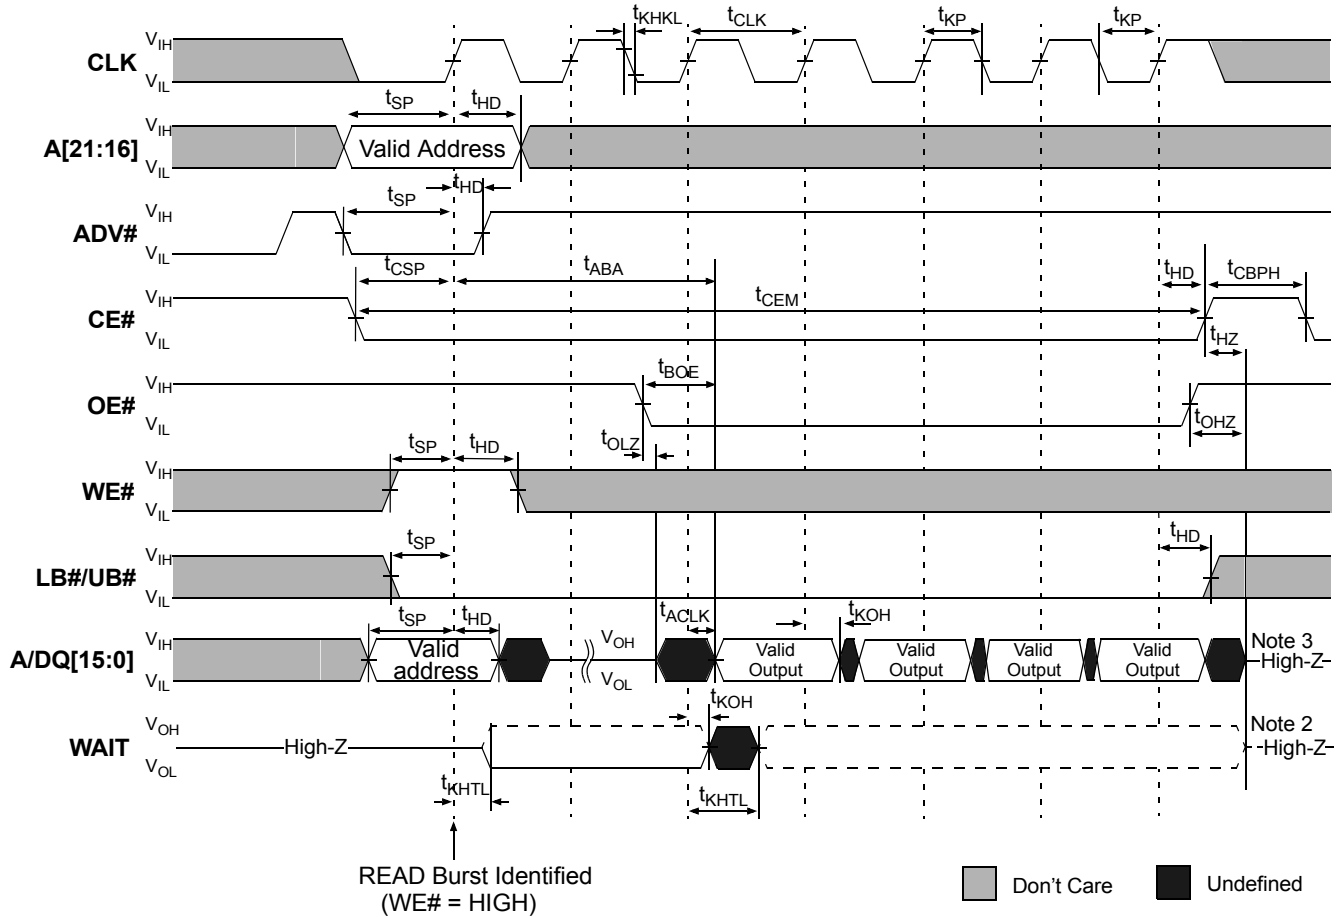 tKHKL tCLK tKP tKP
CLK VIH
VIL
tSP tHD
A[21:16] VIH Valid Address
VIL
tSP tHD
ADV# VIH
VIL
tCSP tABA tHD tCBPH
CE# VIH tCEM
VIL
tHZ
tBOE
OE# VIH
VIL
tOHZ
tSP tHD tOLZ
WE# VIH
VIL
tSP tHD
LB#/UB# VIH
VIL
tSP tHD tACLK tKOH
A/DQ[15:0] VIH Valid address VOH Valid Output Valid Output Valid Output Valid Output Note 3
VIL VOL High-Z
tKOH
WAIT VOH High-Z Note 2
VOL High-Z
tKHTL tKHTL
READ Burst Identified
(WE# = HIGH)
Don't Care Undefined